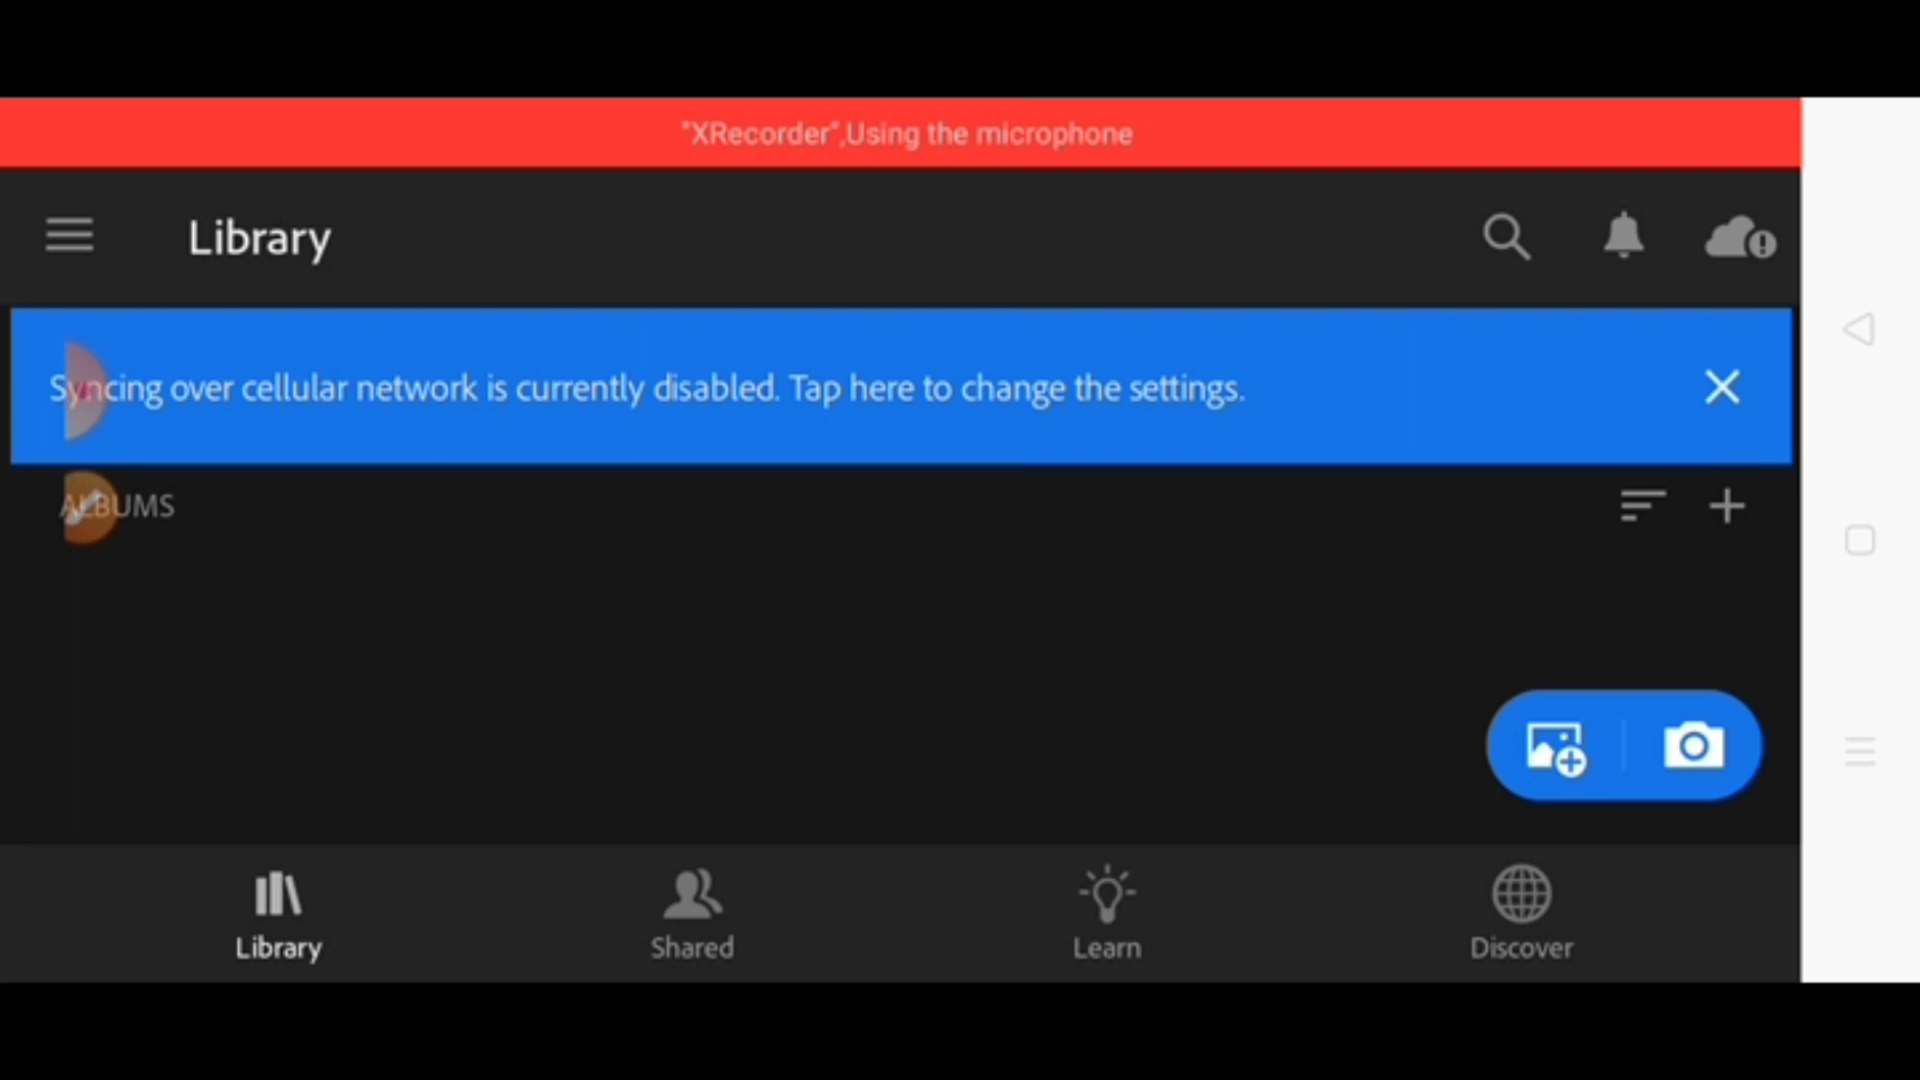 "XRecorder",Using the microphone
Library
Syncing over cellular network is currently disabled. Tap here to change the settings.
ALBUMS
Library
Shared
Learn
Discover